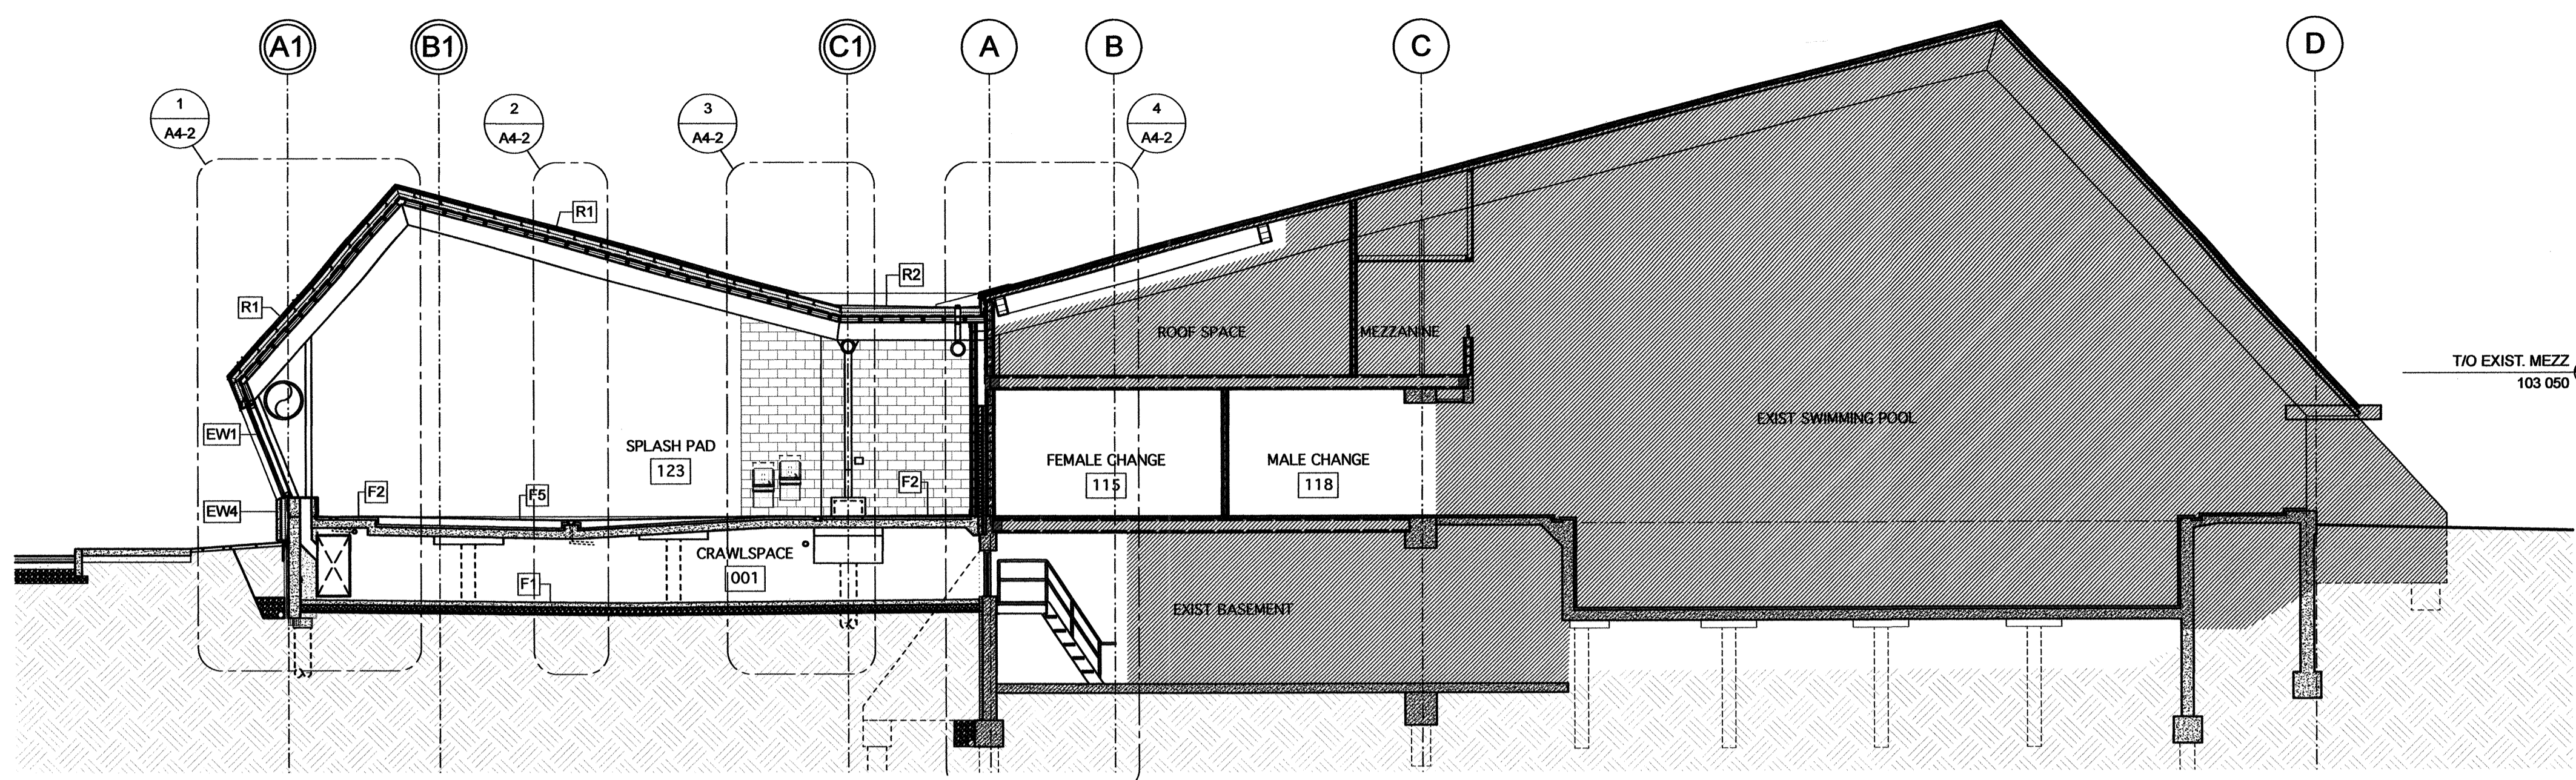 A1
B1
C1
A
B
C
D
1
A4-2
2
A4-2
3
A4-2
4
A4-2
R1
R2
R1
ROOF SPACE
MEZZANINE
T/O EXIST. MEZZ
103 050
EXIST SWIMMING POOL
EW1
SPLASH PAD
123
FEMALE CHANGE
115
MALE CHANGE
118
F2
F5
F2
EW4
CRAWLSPACE
001
F1
EXIST BASEMENT